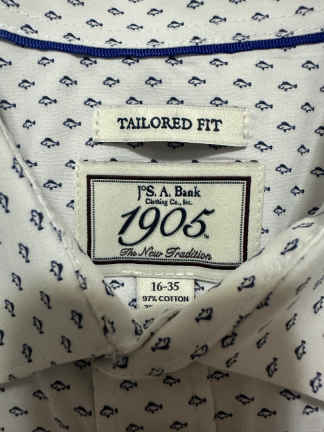 TAILORED FIT
JoS. A. Bank
Clothing Co., Inc.
1905
The New Tradition
16-35
97% COTTON